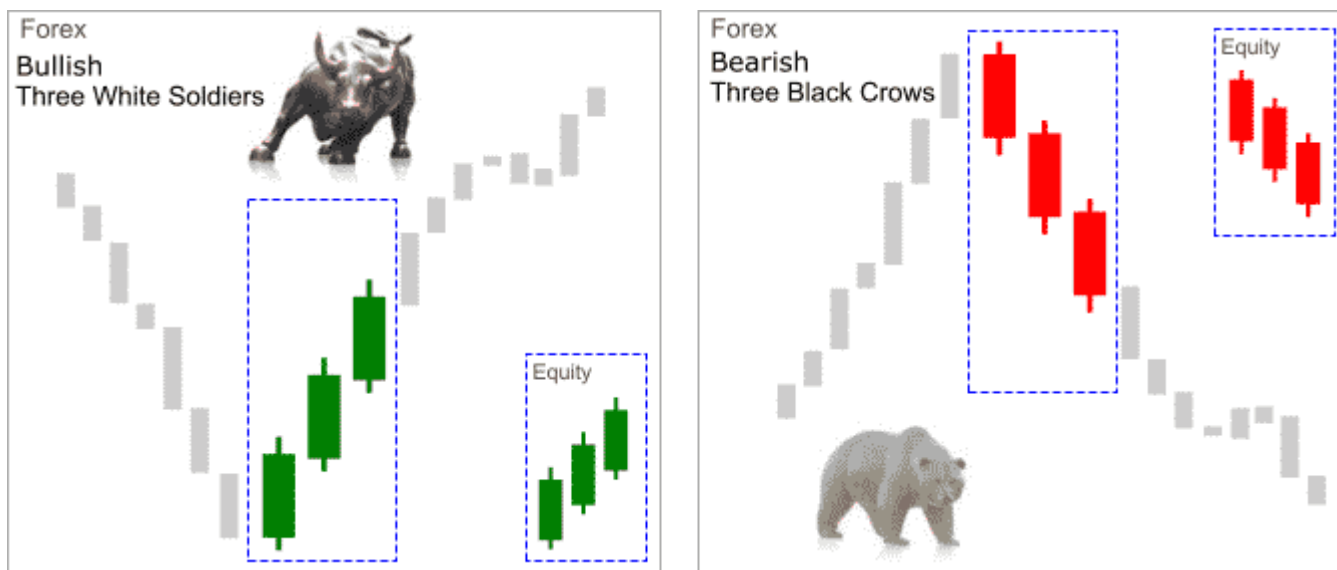 Forex
Bullish
Three White Soldiers
Equity
Forex
Bearish
Three Black Crows
Equity